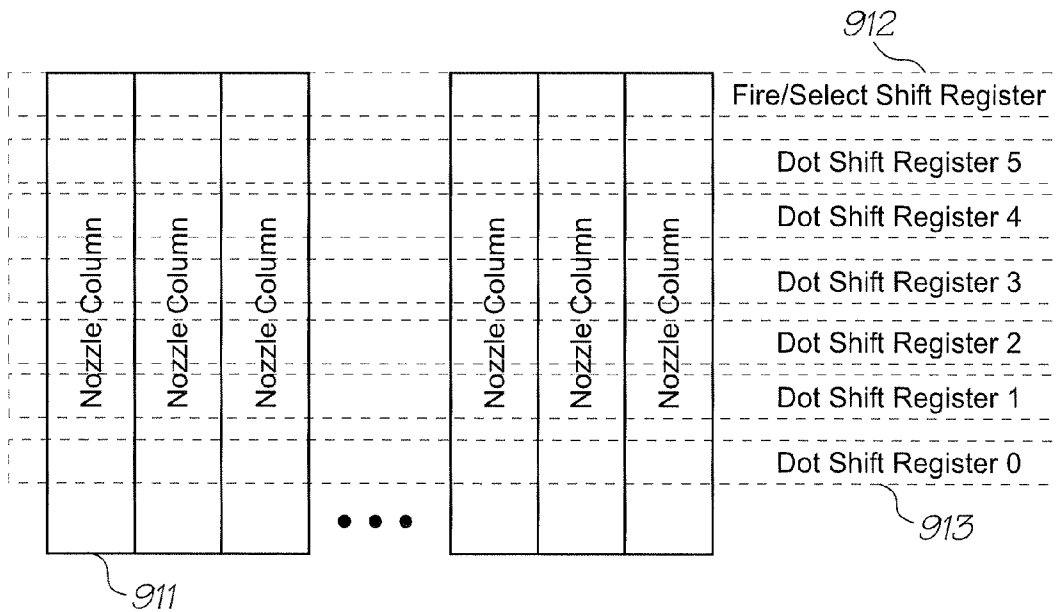 912
Fire/Select Shift Register
Dot Shift Register 5
Dot Shift Register 4
Dot Shift Register 3
Dot Shift Register 2
Dot Shift Register 1
Dot Shift Register 0
Nozzle Column
Nozzle Column
Nozzle Column
Nozzle Column
Nozzle Column
Nozzle Column
911
913